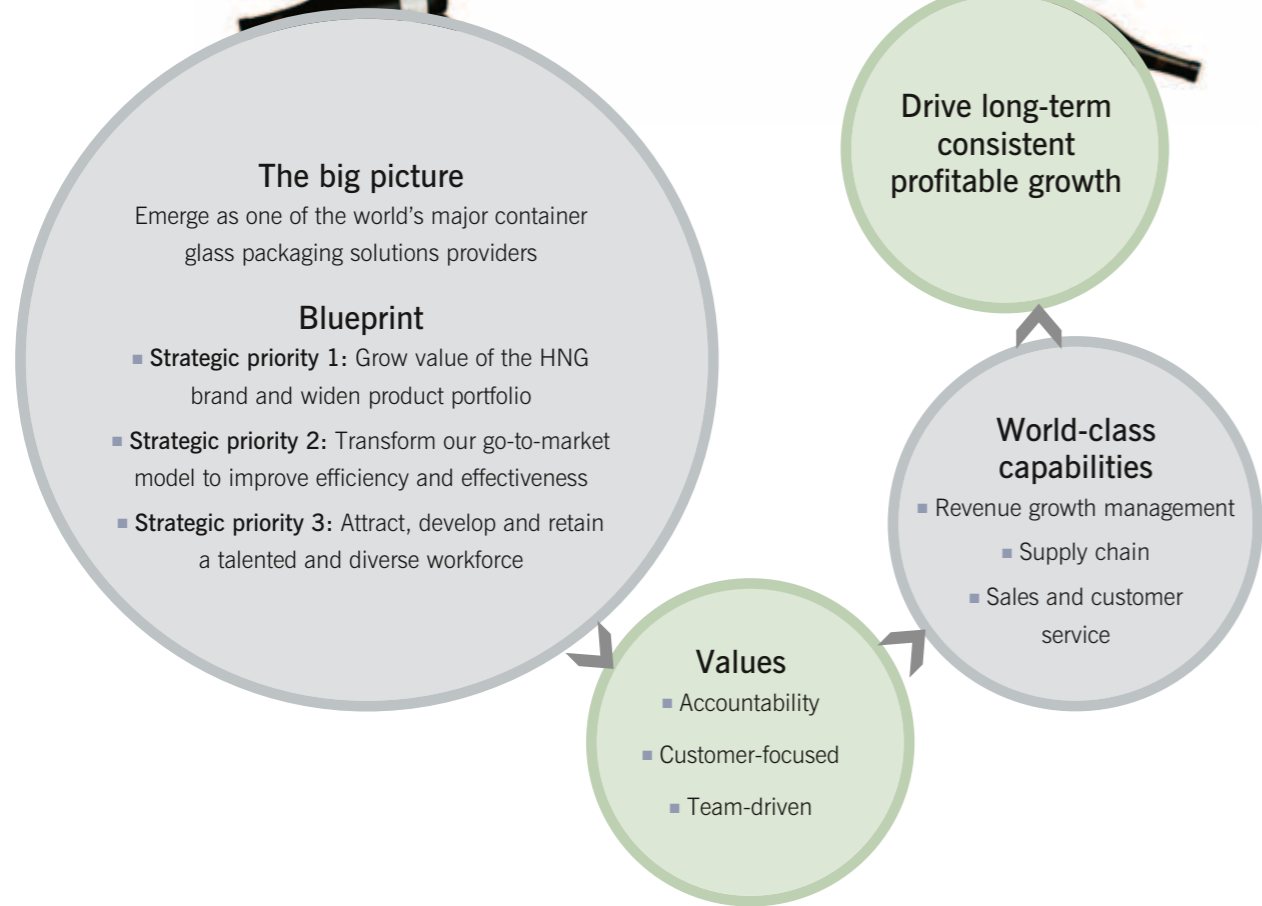 The big picture
Emerge as one of the world's major container
glass packaging solutions providers
Blueprint
▪ Strategic priority 1: Grow value of the HNG
brand and widen product portfolio
▪ Strategic priority 2: Transform our go-to-market
model to improve efficiency and effectiveness
▪ Strategic priority 3: Attract, develop and retain
a talented and diverse workforce
Values
▪ Accountability
▪ Customer-focused
▪ Team-driven
World-class
capabilities
▪ Revenue growth management
▪ Supply chain
▪ Sales and customer
service
Drive long-term
consistent
profitable growth